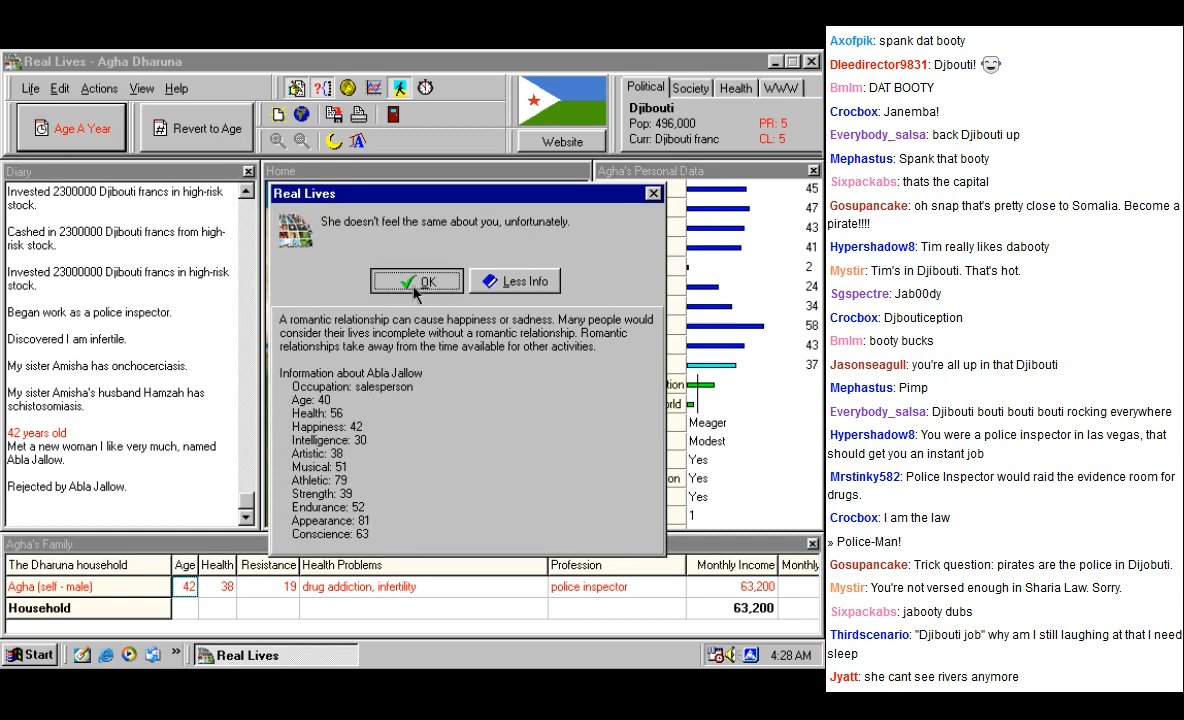 Real Lives - Agha Dharuna
Life Edit Actions View Help
Age A Year
Revert to Age
Website
Political Society Health WWW
Djibouti
Pop: 496,000 PR: 5
Curr: Djibouti franc CL: 5
Diary
Invested 2300000 Djibouti francs in high-risk
stock.
Cashed in 2300000 Djibouti francs from high-
risk stock.
Invested 2300000 Djibouti francs in high-risk
stock.
Began work as a police inspector.
Discovered I am infertile.
My sister Amisha has onchocerciasis.
My sister Amisha's husband Hamzah has
schistosomiasis.
42 years old
Met a new woman I like very much, named
Abla Jallow.
Rejected by Abla Jallow.
Home
Real Lives
She doesn't feel the same about you, unfortunately.
OK
Less Info
A romantic relationship can cause happiness or sadness. Many people would
consider their lives incomplete without a romantic relationship. Romantic
relationships take away from the time available for other activities.
Information about Abla Jallow
Occupation: salesperson
Age: 40
Health: 56
Happiness: 42
Intelligence: 30
Artistic: 38
Musical: 51
Athletic: 79
Strength: 39
Endurance: 52
Appearance: 81
Conscience: 63
Agha's Personal Data
45
47
43
41
2
24
34
58
43
37
tion
orld
Meager
Modest
Yes
on Yes
Yes
1
Agha's Family
The Dharuna household Age Health Resistance Health Problems Profession Monthly Income Monthly
Agha (self - male) 42 38 19 drug addiction, infertility police inspector 63,200
Household 63,200
Start
»
Real Lives
4:28 AM
Axofpik: spank dat booty
Dleedirector9831: Djbouti!
Bmlm: DAT BOOTY
Crocbox: Janemba!
Everybody_salsa: back Djibouti up
Mephastus: Spank that booty
Sixpackabs: thats the capital
Gosupancake: oh snap that's pretty close to Somalia. Become a
pirate!!!!
Hypershadow8: Tim really likes dabooty
Mystir: Tim's in Djibouti. That's hot.
Sgspectre: Jab00dy
Crocbox: Djboutiception
Bmlm: booty bucks
Jasonseagull: you're all up in that Djibouti
Mephastus: Pimp
Everybody_salsa: Djibouti bouti bouti bouti rocking everywhere
Hypershadow8: You were a police inspector in las vegas, that
should get you an instant job
Mrstinky582: Police Inspector would raid the evidence room for
drugs.
Crocbox: I am the law
» Police-Man!
Gosupancake: Trick question: pirates are the police in Dijobuti.
Mystir: You're not versed enough in Sharia Law. Sorry.
Sixpackabs: jabooty dubs
Thirdscenario: "Djibouti job" why am I still laughing at that I need
sleep
Jyatt: she cant see rivers anymore